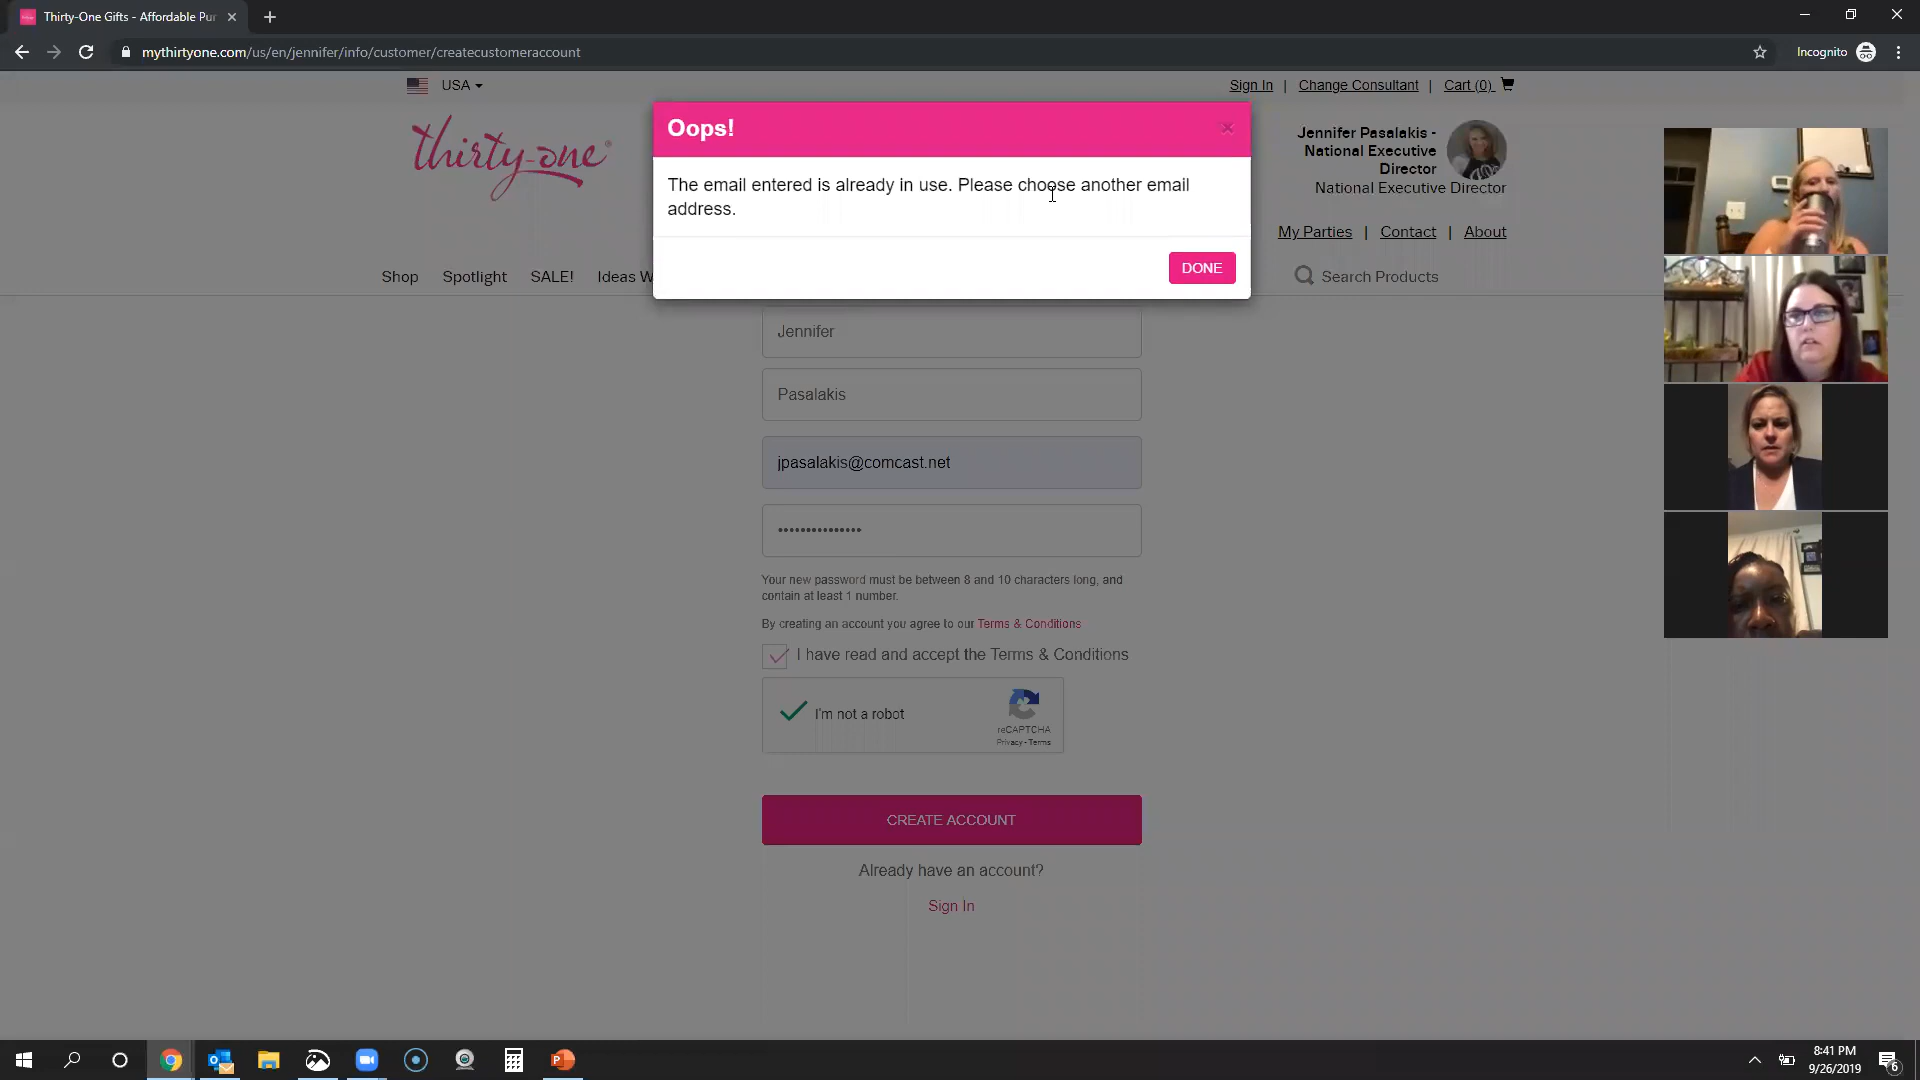 Thirty-One Gifts - Affordable Pur
mythirtyone.com/us/en/jennifer/info/customer/createcustomeraccount
Incognito
USA
Sign In | Change Consultant | Cart (0)
thirty-one
Oops!
The email entered is already in use. Please choose another email
address.
DONE
Jennifer Pasalakis -
National Executive
Director
National Executive Director
My Parties | Contact | About
Shop Spotlight SALE! Ideas W
Search Products
Jennifer
Pasalakis
jpasalakis@comcast.net
Your new password must be between 8 and 10 characters long, and
contain at least 1 number.
By creating an account you agree to our Terms & Conditions
I have read and accept the Terms & Conditions
I'm not a robot
reCAPTCHA
Privacy - Terms
CREATE ACCOUNT
Already have an account?
Sign In
8:41 PM
9/26/2019
6